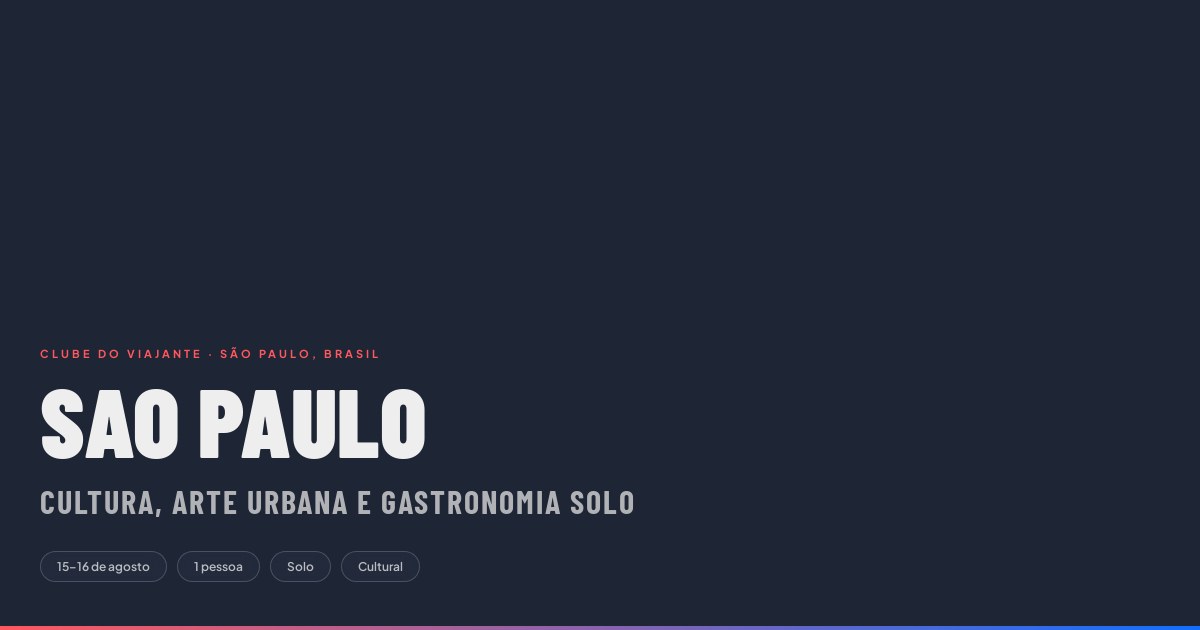 CLUBE DO VIAJANTE · SÃO PAULO, BRASIL
SAO PAULO
CULTURA, ARTE URBANA E GASTRONOMIA SOLO
15–16 de agosto 1 pessoa Solo Cultural